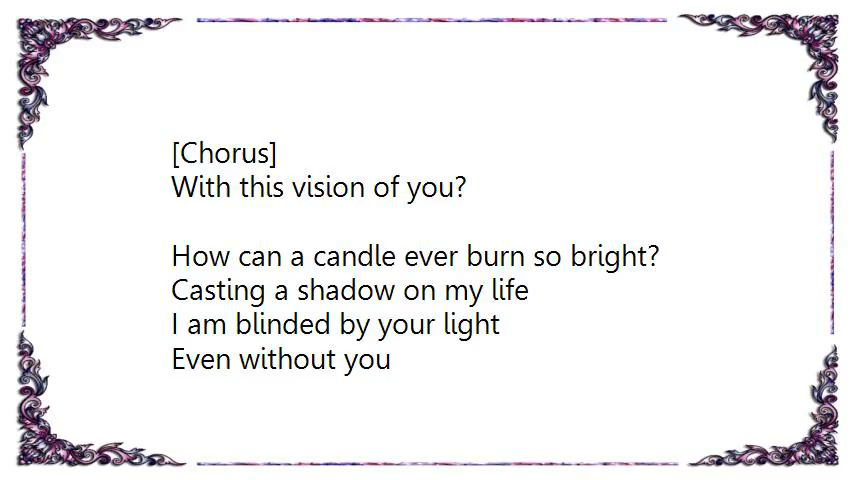 [Chorus]
With this vision of you?
How can a candle ever burn so bright?
Casting a shadow on my life
I am blinded by your light
Even without you